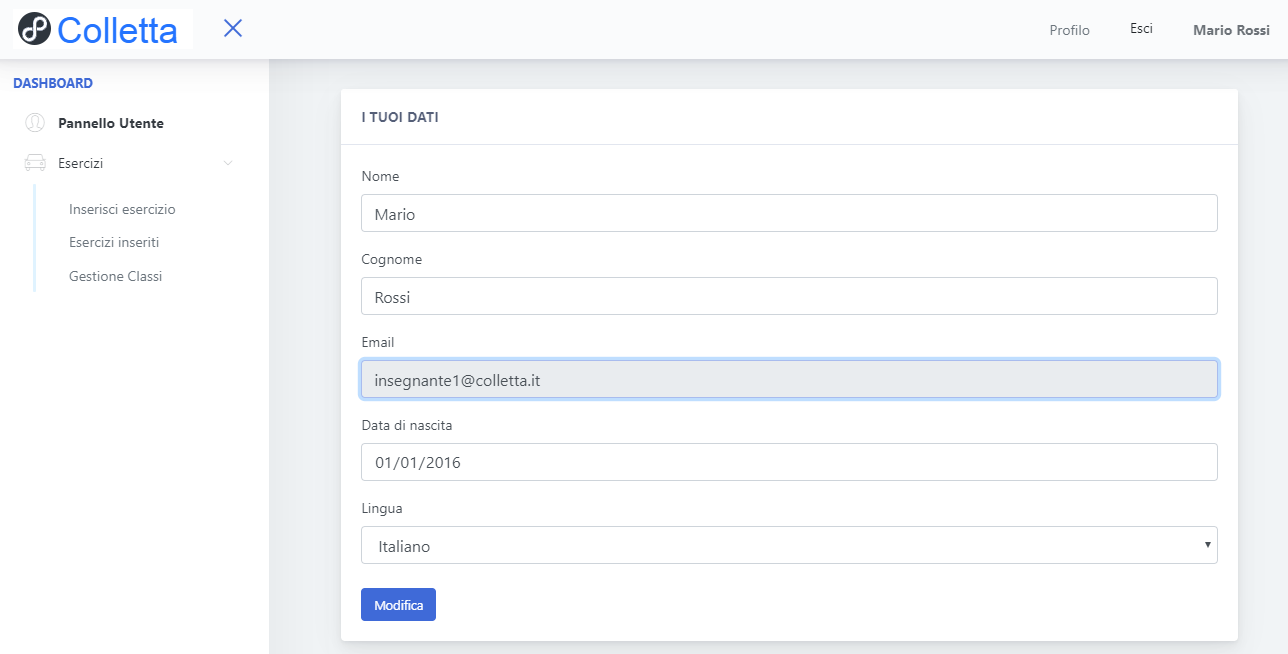 Colletta
Profilo
Esci
Mario Rossi
DASHBOARD
Pannello Utente
Esercizi
Inserisci esercizio
Esercizi inseriti
Gestione Classi
I TUOI DATI
Nome
Mario
Cognome
Rossi
Email
insegnante1@colletta.it
Data di nascita
01/01/2016
Lingua
Italiano
Modifica